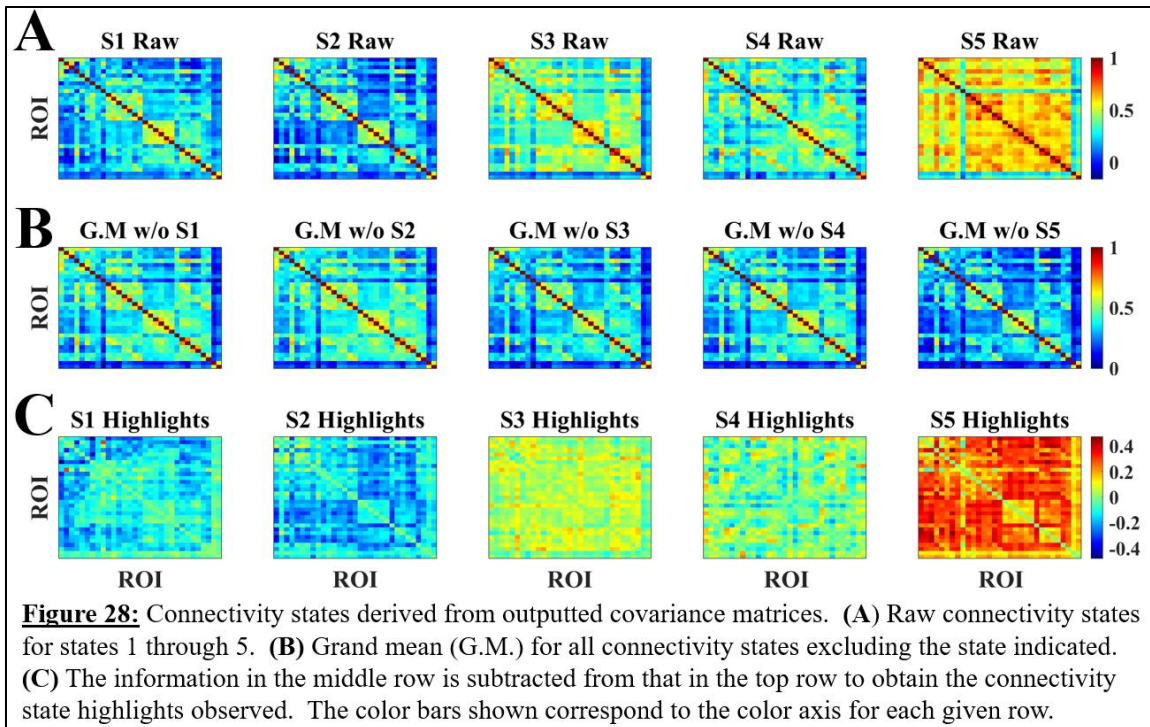 A
S1 Raw S2 Raw S3 Raw S4 Raw S5 Raw
ROI
1
0.5
0
B
G.M w/o S1 G.M w/o S2 G.M w/o S3 G.M w/o S4 G.M w/o S5
ROI
1
0.5
0
C
S1 Highlights S2 Highlights S3 Highlights S4 Highlights S5 Highlights
ROI
0.4
0.2
0
-0.2
-0.4
ROI ROI ROI ROI ROI
Figure 28: Connectivity states derived from outputted covariance matrices. (A) Raw connectivity states
for states 1 through 5. (B) Grand mean (G.M.) for all connectivity states excluding the state indicated.
(C) The information in the middle row is subtracted from that in the top row to obtain the connectivity
state highlights observed. The color bars shown correspond to the color axis for each given row.